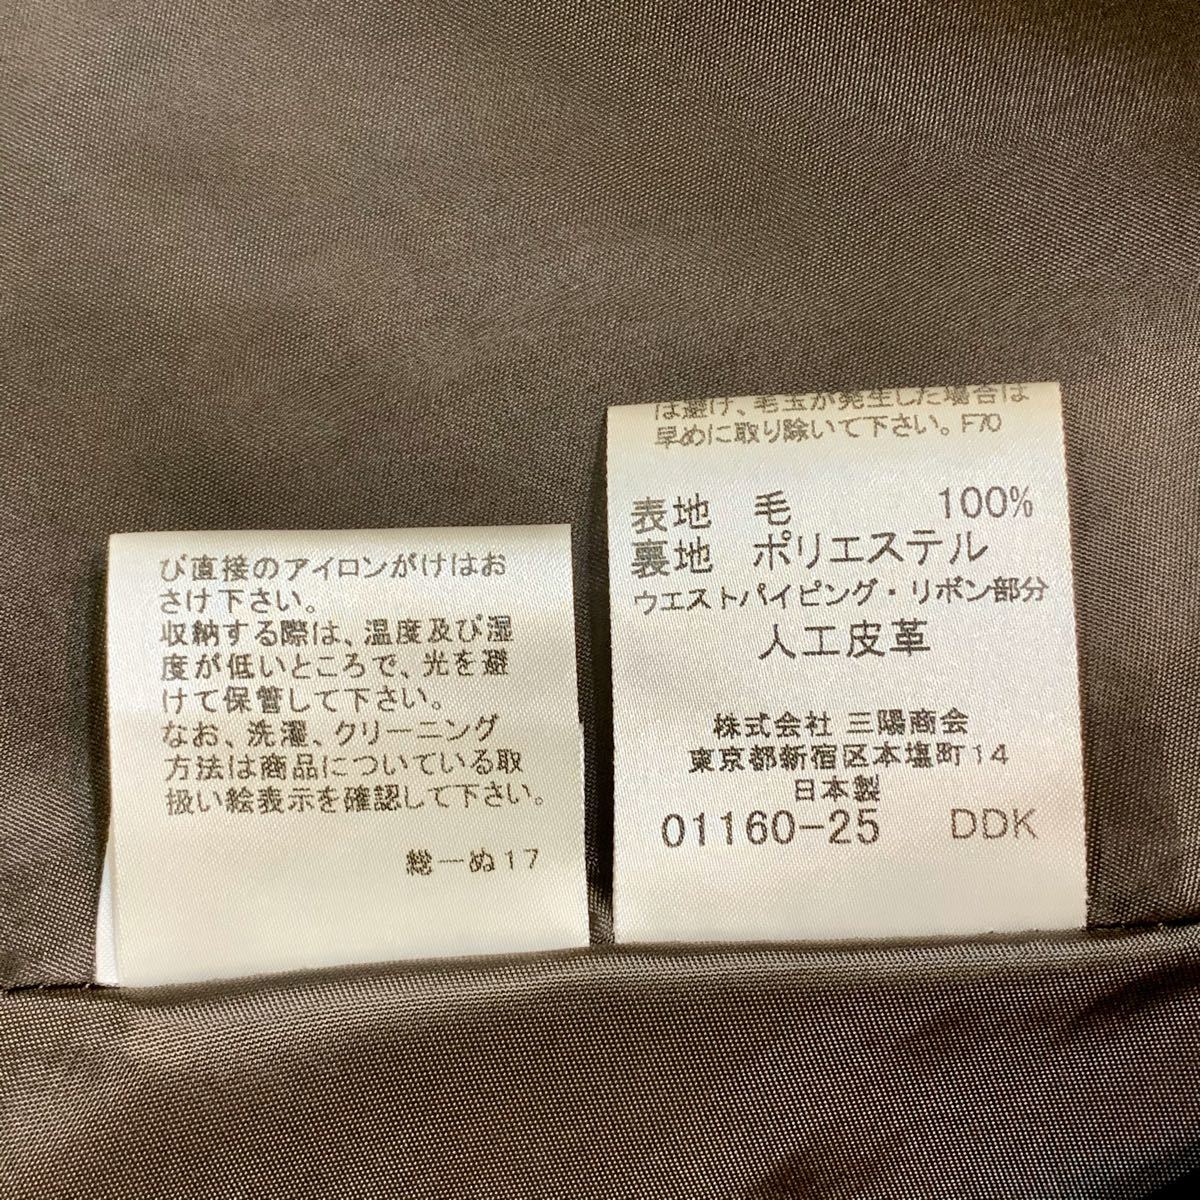 び直接のアイロンがけはお
さけ下さい。
収納する際は、温度及び湿
度が低いところで、光を避
けて保管して下さい。
なお、洗濯、クリーニング
方法は商品についている取
扱い絵表示を確認して下さい。
総一ぬ17
は避け、毛玉が発生した場合は
早めに取り除いて下さい。F70
表地 毛 100%
裏地 ポリエステル
ウエストパイピング・リボン部分
人工皮革
株式会社 三陽商会
東京都新宿区本塩町14
日本製
01160-25 DDK